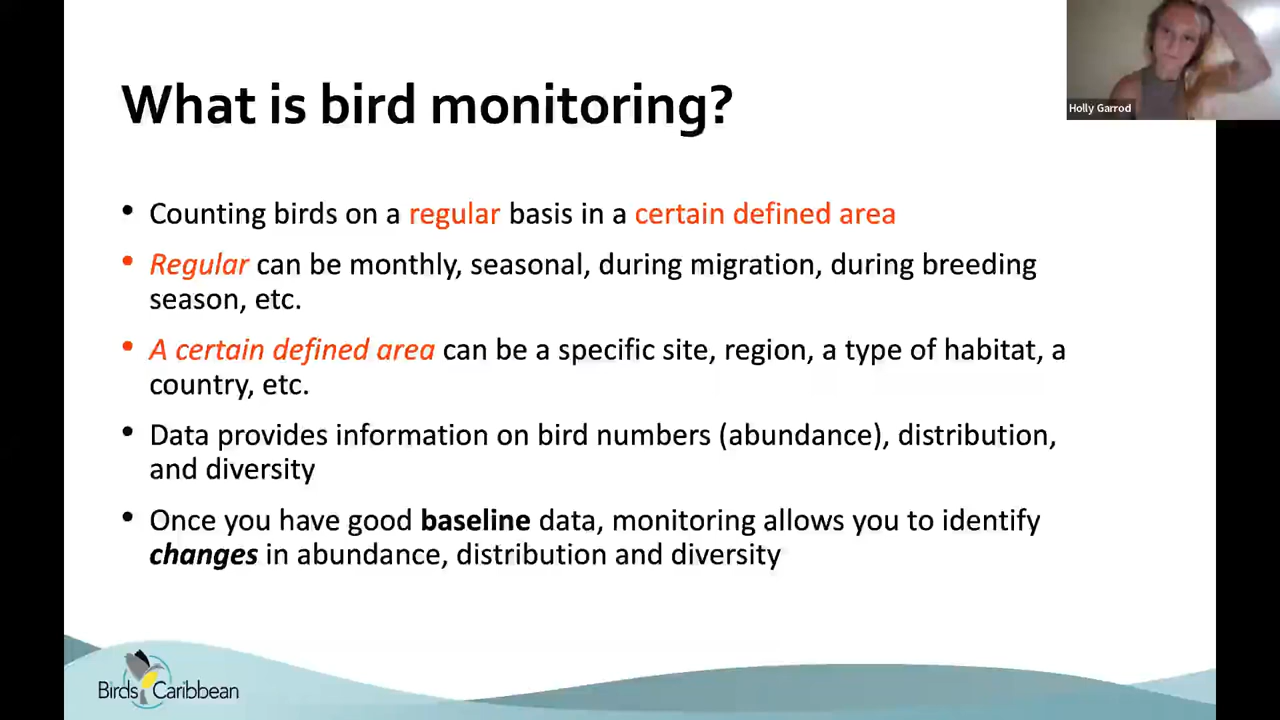 What is bird monitoring?
Holly Garrod
• Counting birds on a regular basis in a certain defined area
• Regular can be monthly, seasonal, during migration, during breeding
season, etc.
• A certain defined area can be a specific site, region, a type of habitat, a
country, etc.
• Data provides information on bird numbers (abundance), distribution,
and diversity
• Once you have good baseline data, monitoring allows you to identify
changes in abundance, distribution and diversity
BirdsCaribbean